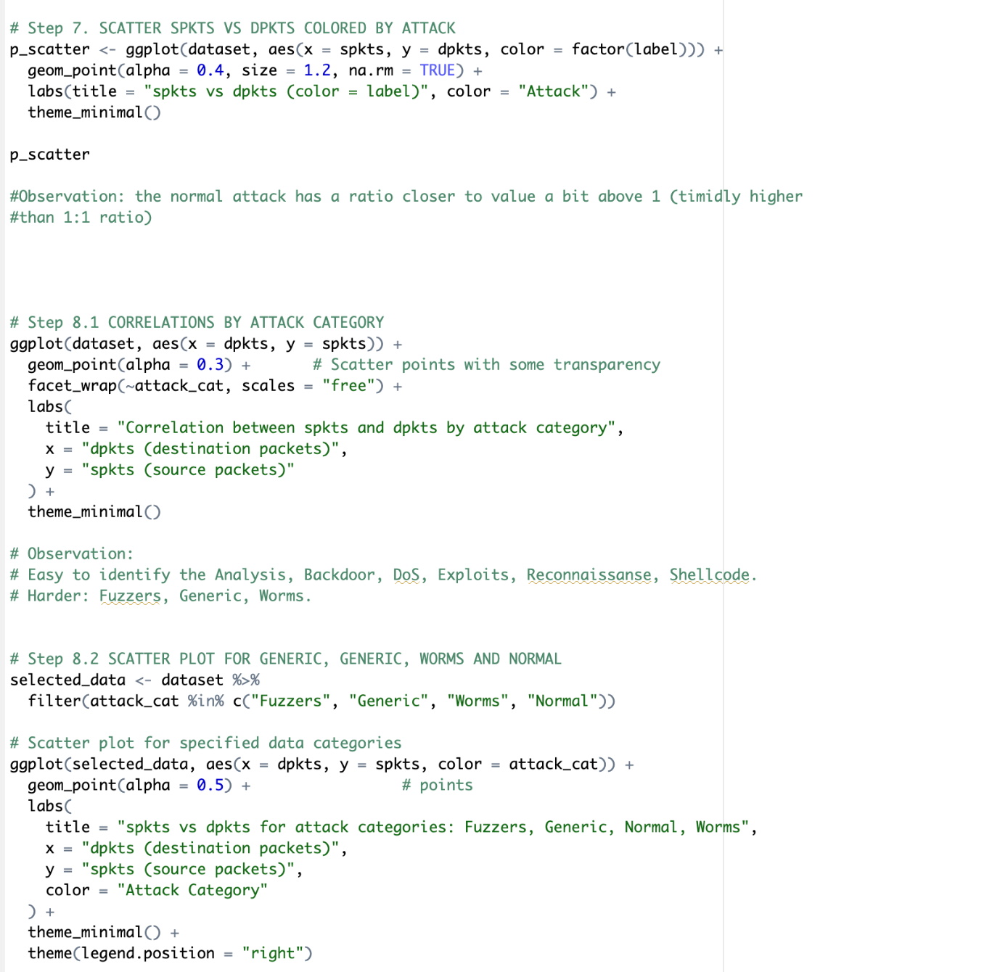 # Step 7. SCATTER SPKTS VS DPKTS COLORED BY ATTACK
p_scatter <- ggplot(dataset, aes(x = spkts, y = dpkts, color = factor(label))) +
  geom_point(alpha = 0.4, size = 1.2, na.rm = TRUE) +
  labs(title = "spkts vs dpkts (color = label)", color = "Attack") +
  theme_minimal()

p_scatter

#Observation: the normal attack has a ratio closer to value a bit above 1 (timidly higher
#than 1:1 ratio)

# Step 8.1 CORRELATIONS BY ATTACK CATEGORY
ggplot(dataset, aes(x = dpkts, y = spkts)) +
  geom_point(alpha = 0.3) +       # Scatter points with some transparency
  facet_wrap(~attack_cat, scales = "free") +
  labs(
    title = "Correlation between spkts and dpkts by attack category",
    x = "dpkts (destination packets)",
    y = "spkts (source packets)"
  ) +
  theme_minimal()

# Observation:
# Easy to identify the Analysis, Backdoor, DoS, Exploits, Reconnaissanse, Shellcode.
# Harder: Fuzzers, Generic, Worms.

# Step 8.2 SCATTER PLOT FOR GENERIC, GENERIC, WORMS AND NORMAL
selected_data <- dataset %>%
  filter(attack_cat %in% c("Fuzzers", "Generic", "Worms", "Normal"))

# Scatter plot for specified data categories
ggplot(selected_data, aes(x = dpkts, y = spkts, color = attack_cat)) +
  geom_point(alpha = 0.5) +                 # points
  labs(
    title = "spkts vs dpkts for attack categories: Fuzzers, Generic, Normal, Worms",
    x = "dpkts (destination packets)",
    y = "spkts (source packets)",
    color = "Attack Category"
  ) +
  theme_minimal() +
  theme(legend.position = "right")